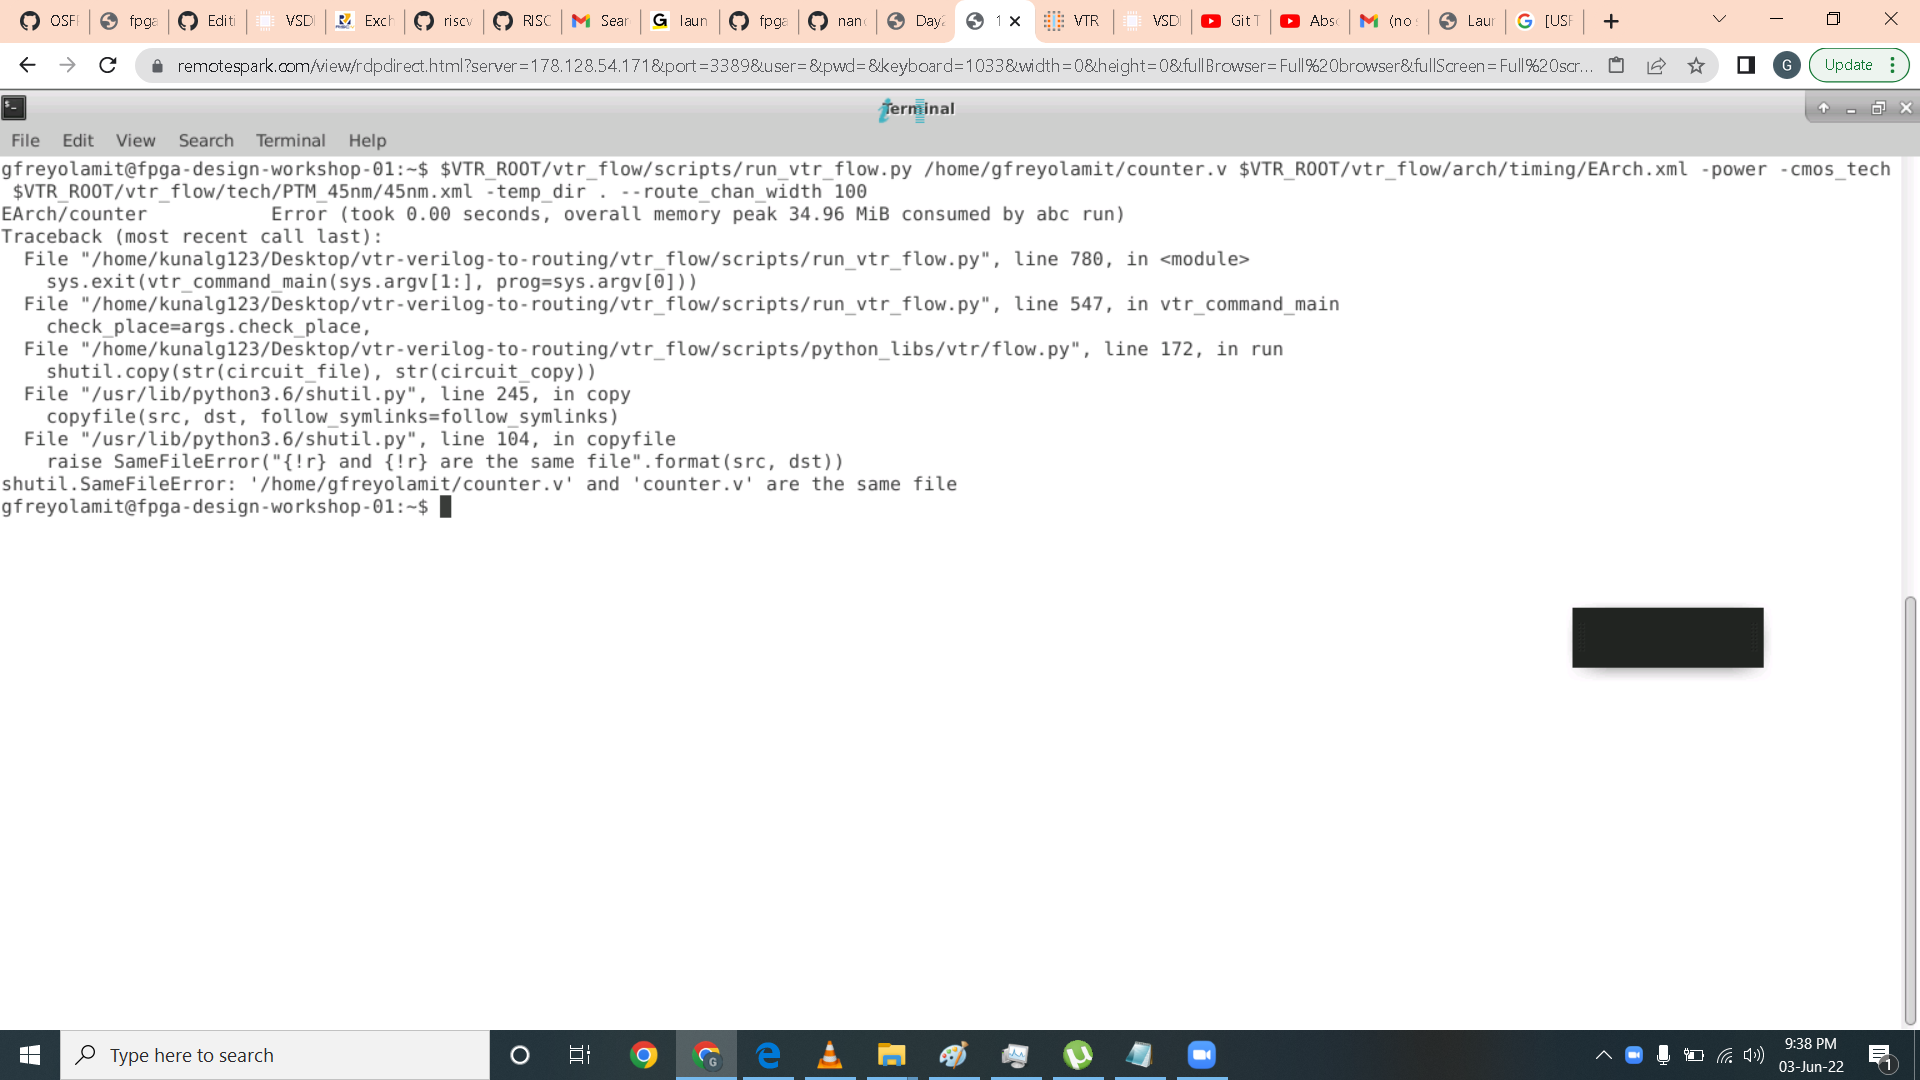 OSF
fpga
Editi
VSD
Exch
riscv
RISC
Sear
laun
fpga
nan
Day2
1
VTR
VSD
Git T
Abs
(no s
Laun
[USF
remotespark.com/view/rdpdirect.html?server=178.128.54.171&port=3389&user=&pwd=&keyboard=1033&width=0&height=0&fullBrowser=Full%20browser&fullScreen=Full%20scr...
G
Update
Terminal
File Edit View Search Terminal Help
gfreyolamit@fpga-design-workshop-01:~$ $VTR_ROOT/vtr_flow/scripts/run_vtr_flow.py /home/gfreyolamit/counter.v $VTR_ROOT/vtr_flow/arch/timing/EArch.xml -power -cmos_tech
$VTR_ROOT/vtr_flow/tech/PTM_45nm/45nm.xml -temp_dir . --route_chan_width 100
EArch/counter Error (took 0.00 seconds, overall memory peak 34.96 MiB consumed by abc run)
Traceback (most recent call last):
File "/home/kunalg123/Desktop/vtr-verilog-to-routing/vtr_flow/scripts/run_vtr_flow.py", line 780, in <module>
sys.exit(vtr_command_main(sys.argv[1:], prog=sys.argv[0]))
File "/home/kunalg123/Desktop/vtr-verilog-to-routing/vtr_flow/scripts/run_vtr_flow.py", line 547, in vtr_command_main
check_place=args.check_place,
File "/home/kunalg123/Desktop/vtr-verilog-to-routing/vtr_flow/scripts/python_libs/vtr/flow.py", line 172, in run
shutil.copy(str(circuit_file), str(circuit_copy))
File "/usr/lib/python3.6/shutil.py", line 245, in copy
copyfile(src, dst, follow_symlinks=follow_symlinks)
File "/usr/lib/python3.6/shutil.py", line 104, in copyfile
raise SameFileError("{!r} and {!r} are the same file".format(src, dst))
shutil.SameFileError: '/home/gfreyolamit/counter.v' and 'counter.v' are the same file
gfreyolamit@fpga-design-workshop-01:~$
Type here to search
9:38 PM
03-Jun-22
1